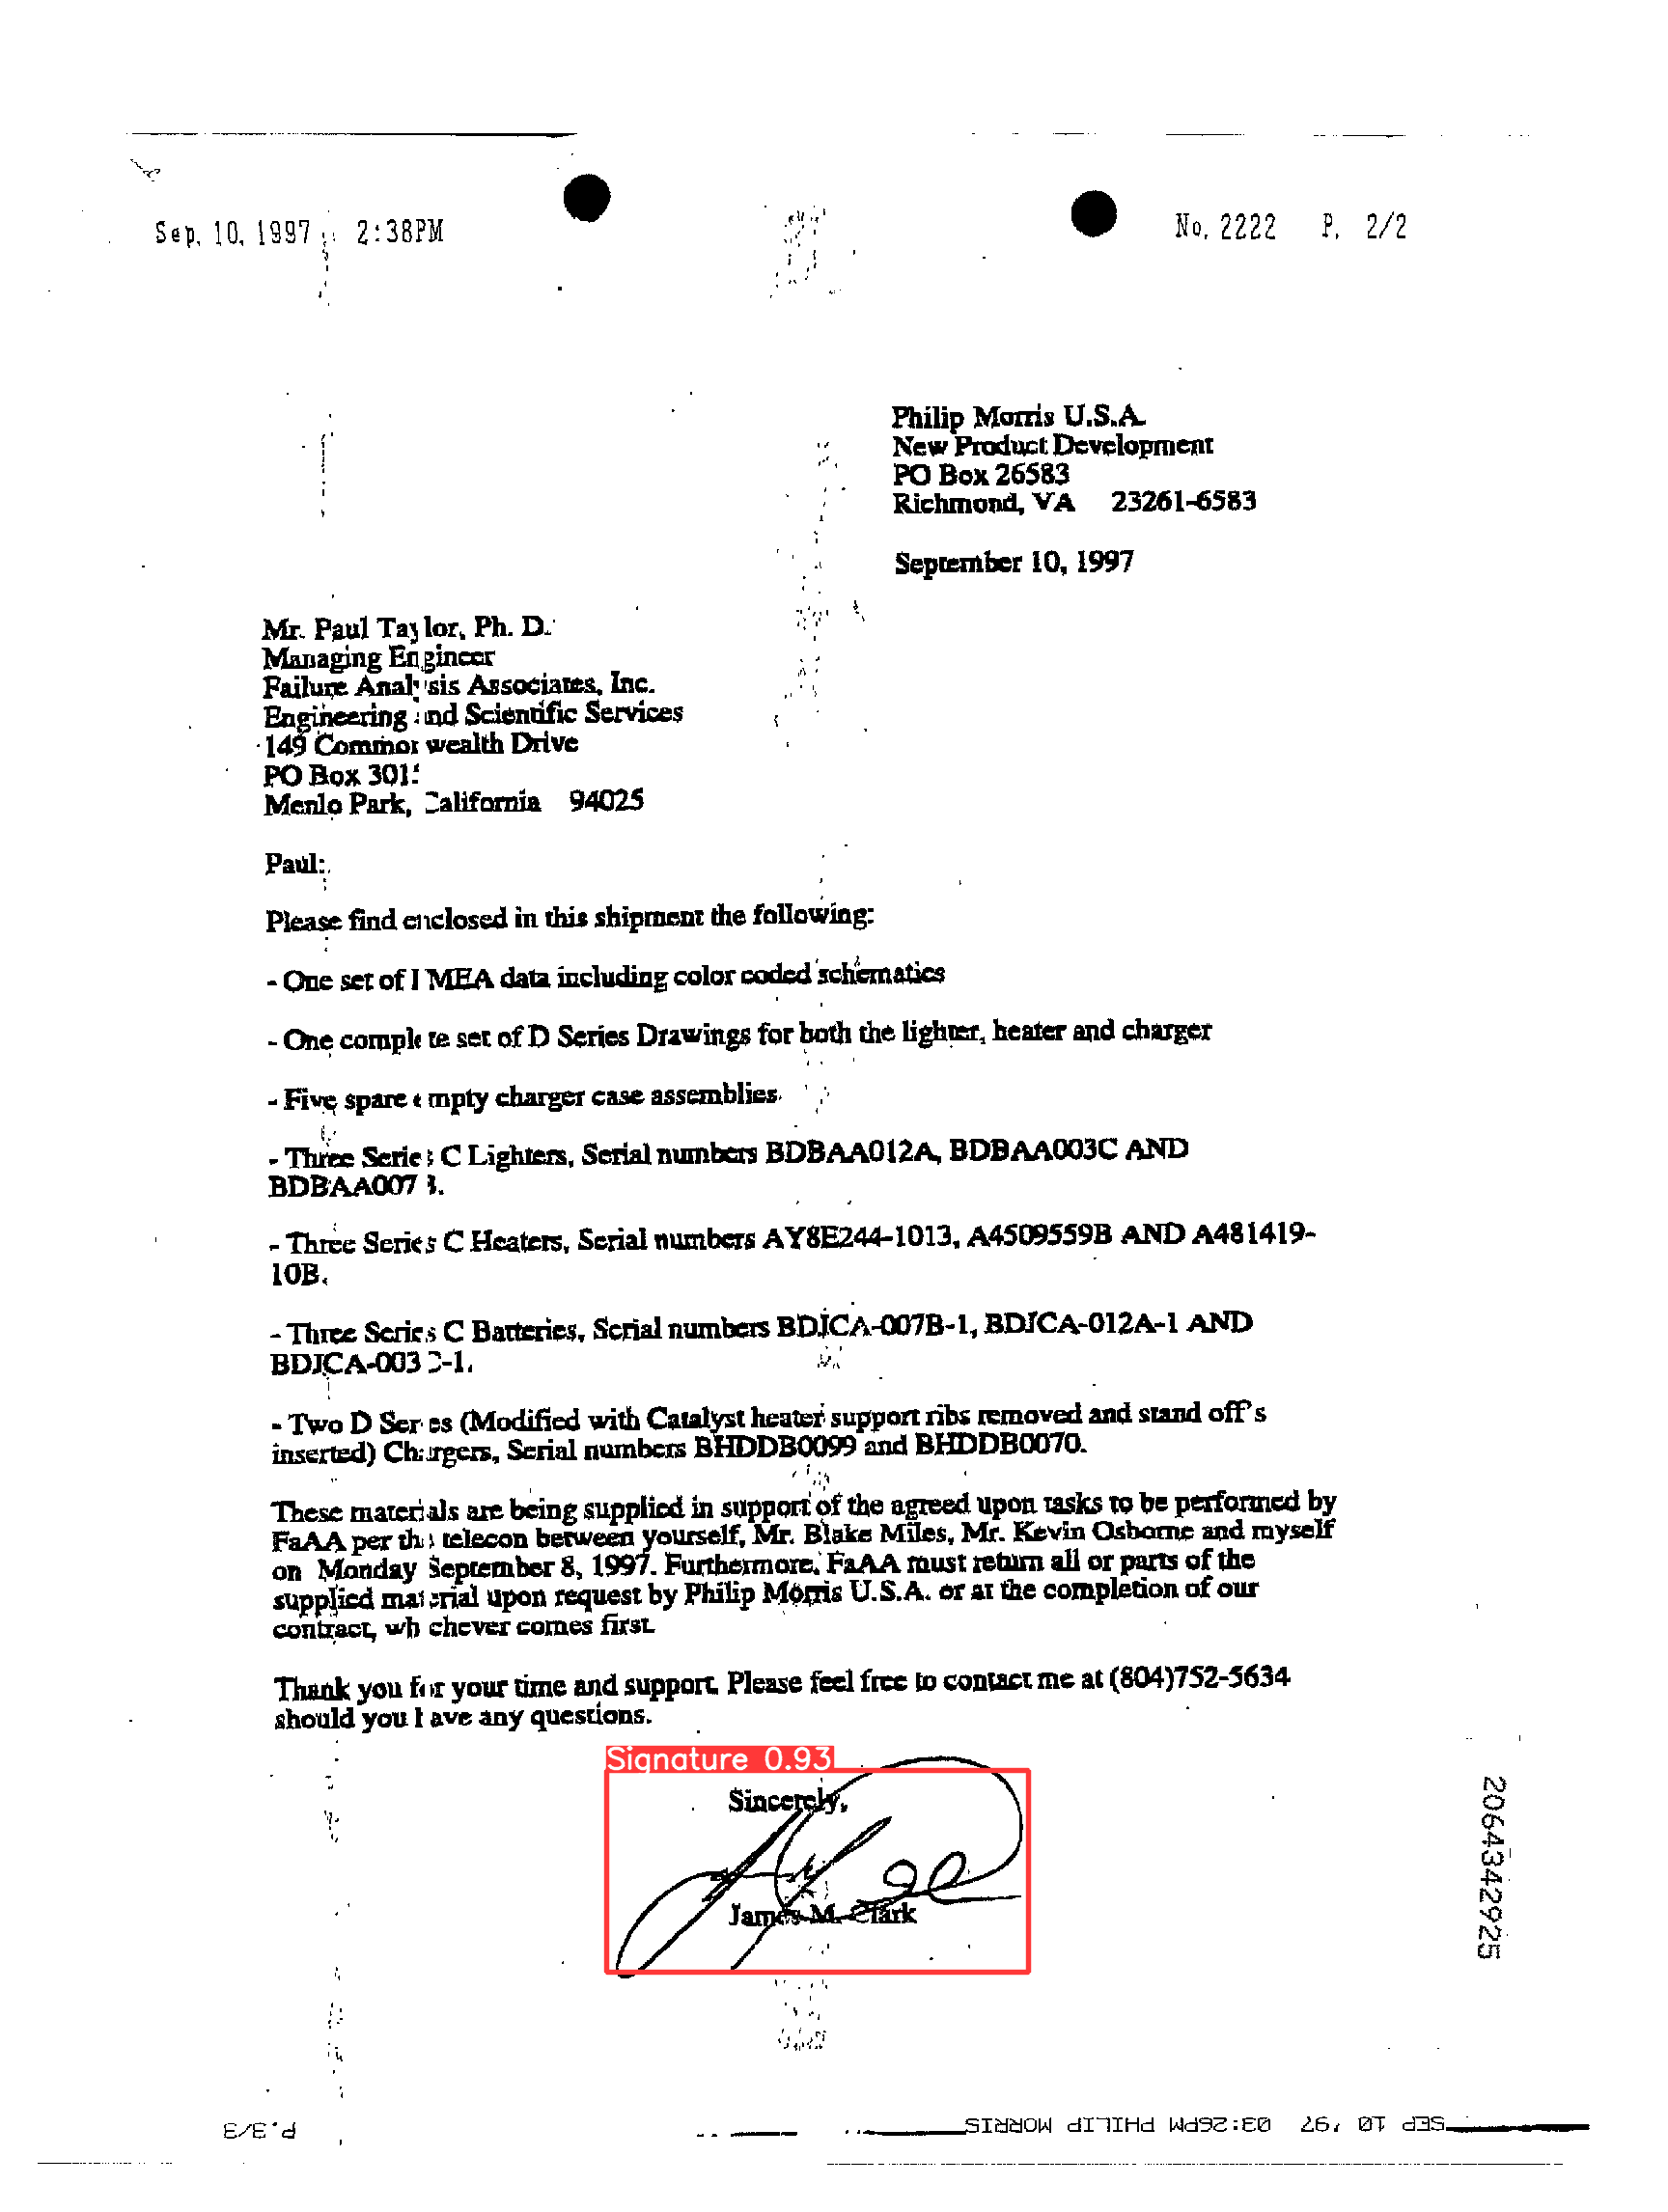 Sep. 10. 1997 2:38PM
No. 2222 P. 2/2
Philip Morris U.S.A.
New Product Development
PO Box 26583
Richmond, VA 23261-6583
September 10, 1997
Mr. Paul Taylor, Ph. D.
Managing Engineer
Failure Analysis Associates, Inc.
Engineering and Scientific Services
149 Commonwealth Drive
PO Box
Menlo Park, California 94025
Paul:
Please find enclosed in this shipment the following:
- One set of MEA data including color coded schematics
- One complete set of D Series Drawings for both the lighter, heater and charger
- Five spare empty charger case assemblies.
- Three Series C Lighters, Serial numbers BDBAA012A, BDBAA003C AND
BDBAA007
- Three Series C Heaters, Serial numbers AY8E244-1013, A4509559B AND A481419-
10B.
- Three Series C Batteries, Serial numbers BDJCA-007B-1, BDJCA-012A-1 AND
BDJCA-003C-1.
- Two D Series (Modified with Catalyst heater support ribs removed and stand off's
inserted) Chargers, Serial numbers BHDDB0099 and BHDDB0070.
These materials are being supplied in support of the agreed upon tasks to be performed by
FaAA per the telecon between yourself, Mr. Blake Miles, Mr. Kevin Osborne and myself
on Monday September 8, 1997. Furthermore, FaAA must return all or parts of the
supplied material upon request by Philip Morris U.S.A. or at the completion of our
contract, whichever comes first.
Thank you for your time and support. Please feel free to contact me at (804)752-5634
should you have any questions.
Signature 0.93
Sincerely,
James M. Clark
2064342925
SEP 10 '97 03:26PM PHILIP MORRIS
P.3/3